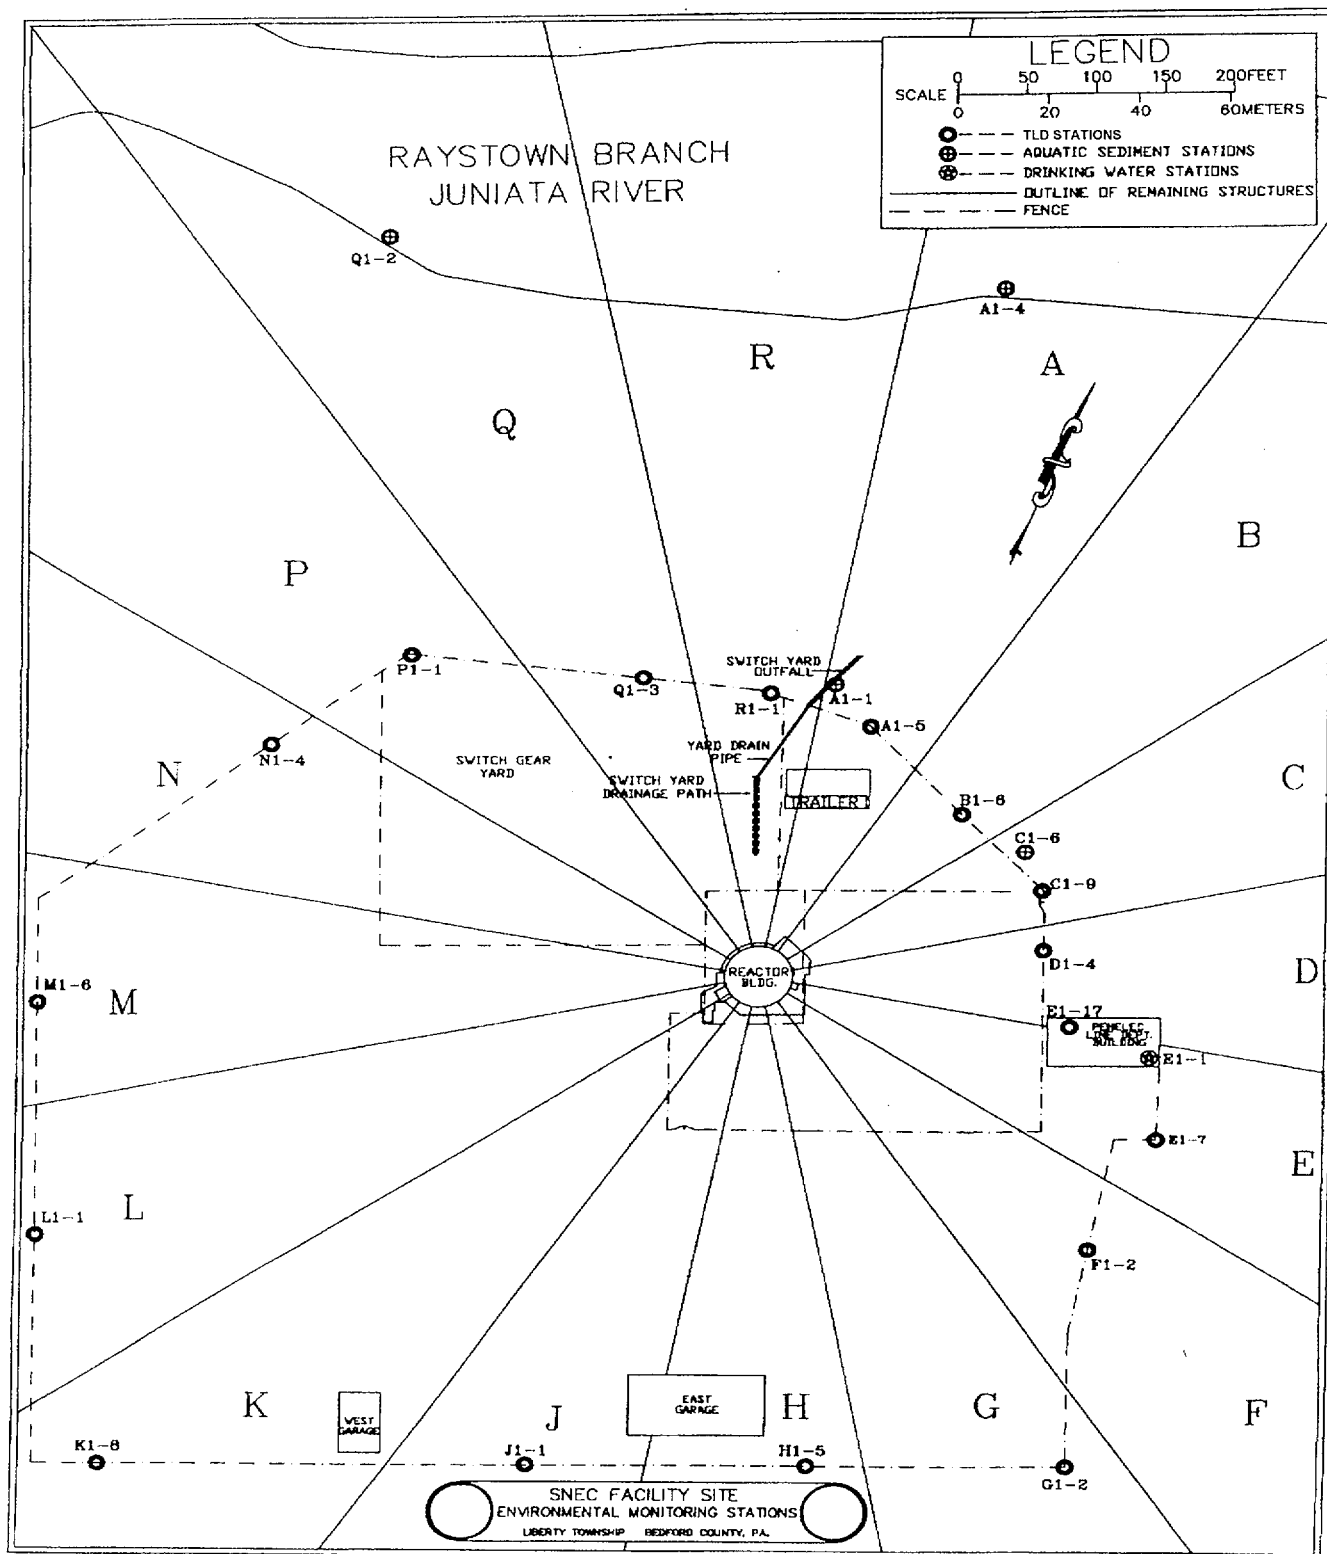 LEGEND
0 50 100 150 200FEET
SCALE
0 20 40 60METERS
TLD STATIONS
AQUATIC SEDIMENT STATIONS
DRINKING WATER STATIONS
OUTLINE OF REMAINING STRUCTURES
FENCE
RAYSTOWN BRANCH
JUNIATA RIVER
Q1-2
A1-4
R
A
Q
B
P
P1-1
Q1-3
R1-1
SWITCH YARD
OUTFALL
A1-1
A1-5
N
N1-4
SWITCH GEAR
YARD
YARD DRAIN
PIPE
SWITCH YARD
DRAINAGE PATH
TRAILER
B1-6
C
C1-6
C1-9
REACTOR
BLDG.
D1-4
D
M1-6
M
E1-17
PENELEC
LINE DEPT.
BUILDING
E1-1
E1-7
E
L
L1-1
F1-2
K
WEST
GARAGE
J
EAST
GARAGE
H
G
F
K1-8
J1-1
H1-5
G1-2
SNEC FACILITY SITE
ENVIRONMENTAL MONITORING STATIONS
LIBERTY TOWNSHIP BEDFORD COUNTY, PA.